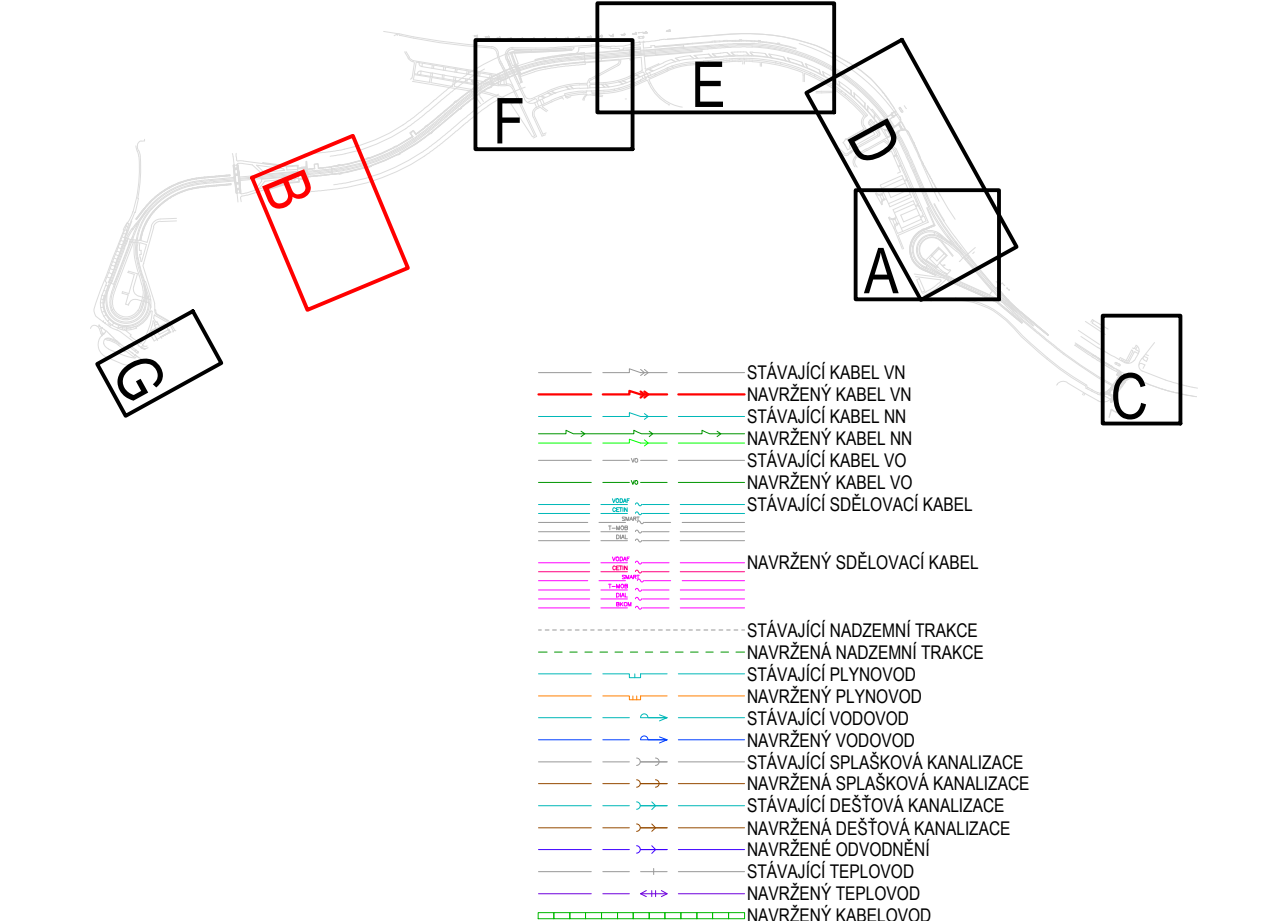 E
F
D
B
A
G
C
STÁVAJÍCÍ KABEL VN
NAVRŽENÝ KABEL VN
STÁVAJÍCÍ KABEL NN
NAVRŽENÝ KABEL NN
VO STÁVAJÍCÍ KABEL VO
VO NAVRŽENÝ KABEL VO
VODAF STÁVAJÍCÍ SDĚLOVACÍ KABEL
CETIN
SMART
T-MOB
DIAL
VODAF NAVRŽENÝ SDĚLOVACÍ KABEL
CETIN
SMART
T-MOB
DIAL
BKOM
STÁVAJÍCÍ NADZEMNÍ TRAKCE
NAVRŽENÁ NADZEMNÍ TRAKCE
STÁVAJÍCÍ PLYNOVOD
NAVRŽENÝ PLYNOVOD
STÁVAJÍCÍ VODOVOD
NAVRŽENÝ VODOVOD
STÁVAJÍCÍ SPLAŠKOVÁ KANALIZACE
NAVRŽENÁ SPLAŠKOVÁ KANALIZACE
STÁVAJÍCÍ DEŠŤOVÁ KANALIZACE
NAVRŽENÁ DEŠŤOVÁ KANALIZACE
NAVRŽENÉ ODVODNĚNÍ
STÁVAJÍCÍ TEPLOVOD
NAVRŽENÝ TEPLOVOD
NAVRŽENÝ KABELOVOD